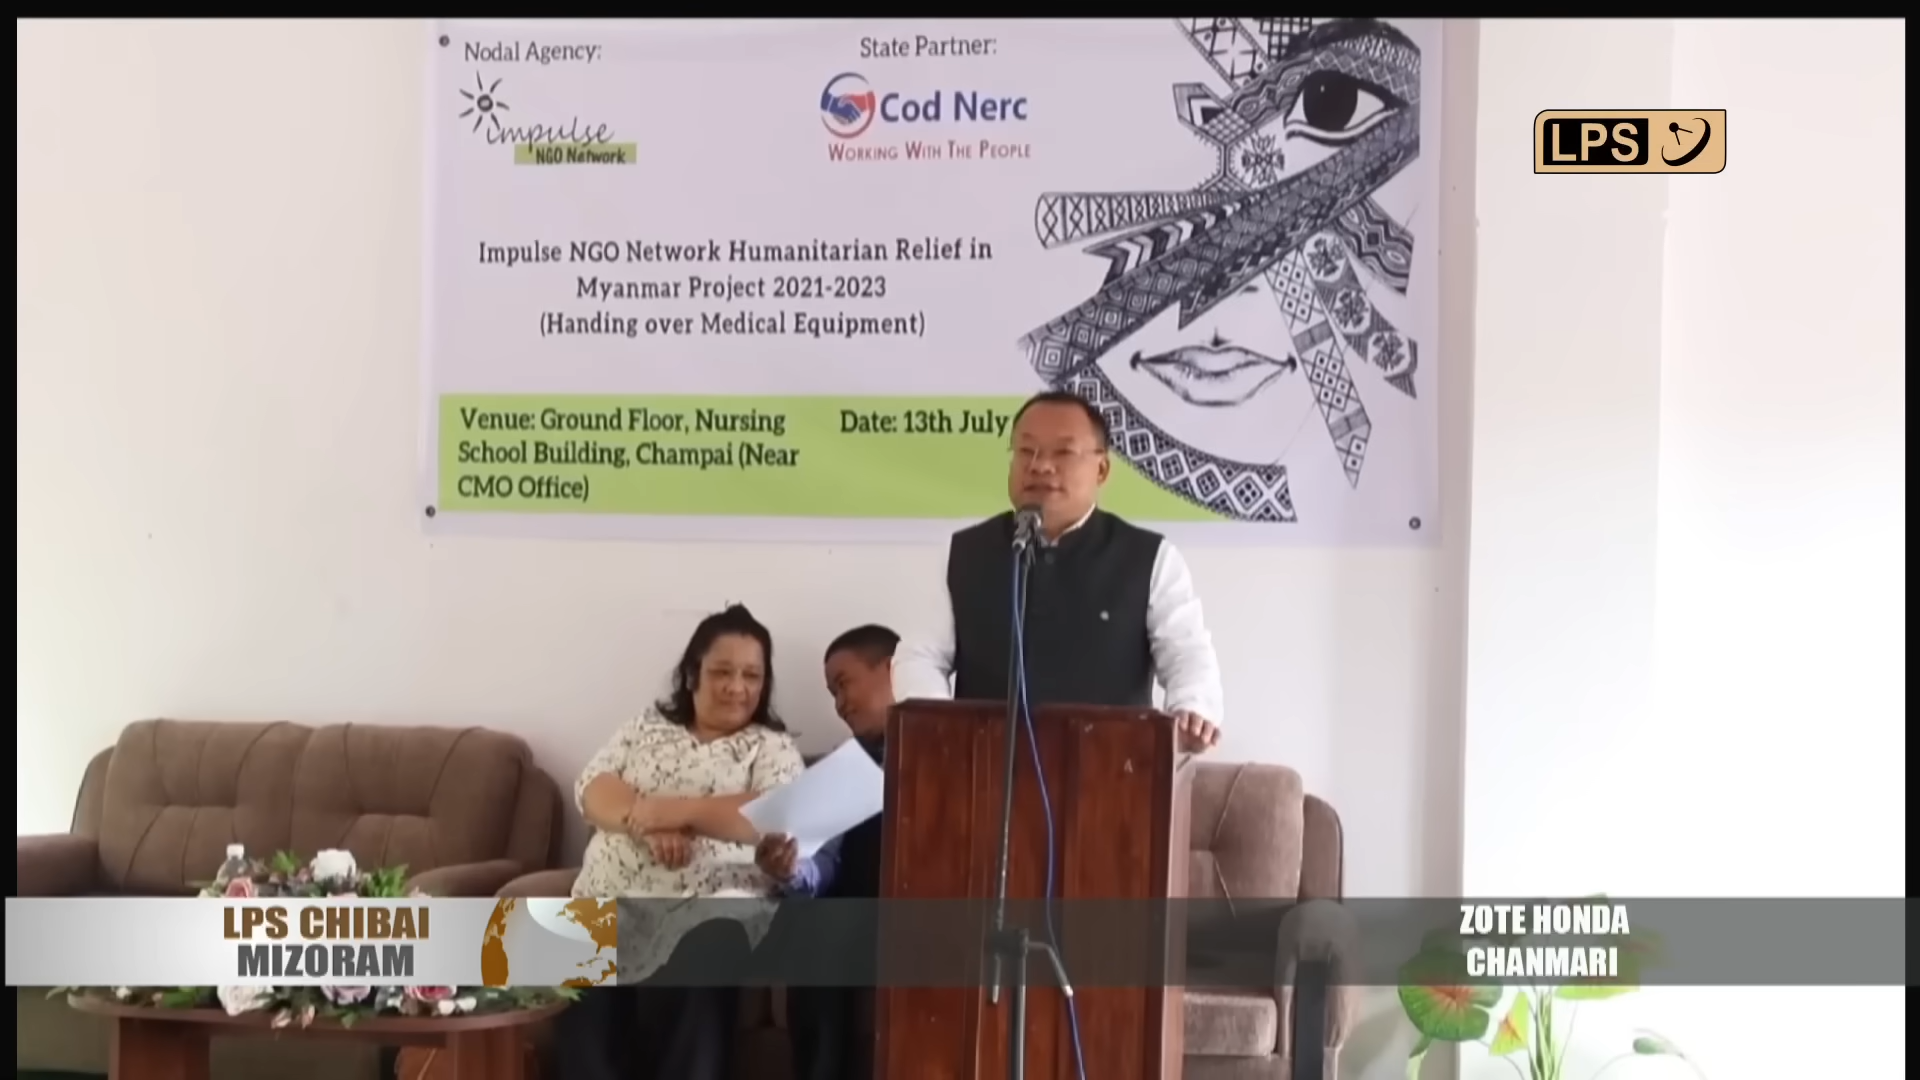 Nodal Agency:
impulse
NGO Network
State Partner:
Cod Nerc
WORKING WITH THE PEOPLE
LPS
Impulse NGO Network Humanitarian Relief in
Myanmar Project 2021-2023
(Handing over Medical Equipment)
Venue: Ground Floor, Nursing
School Building, Champai (Near
CMO Office)
Date: 13th July
LPS CHIBAI
MIZORAM
ZOTE HONDA
CHANMARI